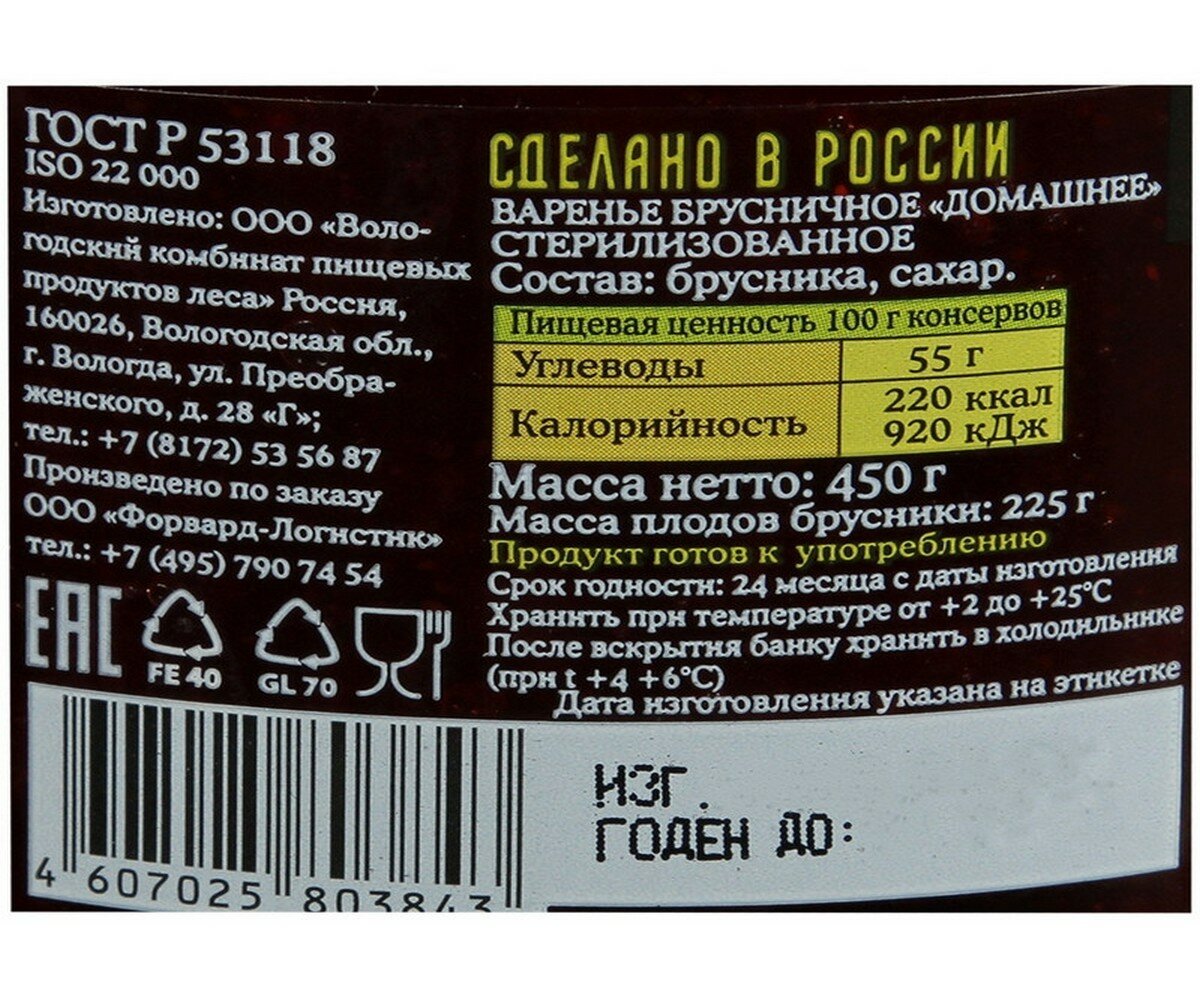 ГОСТ Р 53118
ISO 22 000
Изготовлено: ООО «Воло-
годский комбинат пищевых
продуктов леса» Россия,
160026, Вологодская обл.,
г. Вологда, ул. Преобра-
женского, д. 28 «Г»;
тел.: +7 (8172) 53 56 87
Произведено по заказу
ООО «Форвард-Логистик»
тел.: +7 (495) 790 74 54
EAC
FE 40
GL 70
4 607025 803843
СДЕЛАНО В РОССИИ
ВАРЕНЬЕ БРУСНИЧНОЕ «ДОМАШНЕЕ»
СТЕРИЛИЗОВАННОЕ
Состав: брусника, сахар.
Пищевая ценность 100 г консервов
Углеводы 55 г
Калорийность 220 ккал
920 кДж
Масса нетто: 450 г
Масса плодов брусники: 225 г
Продукт готов к употреблению
Срок годности: 24 месяца с даты изготовления
Хранить при температуре от +2 до +25°С
После вскрытия банку хранить в холодильнике
(при t +4 +6°С)
Дата изготовления указана на этикетке
ИЗГ.
ГОДЕН ДО: